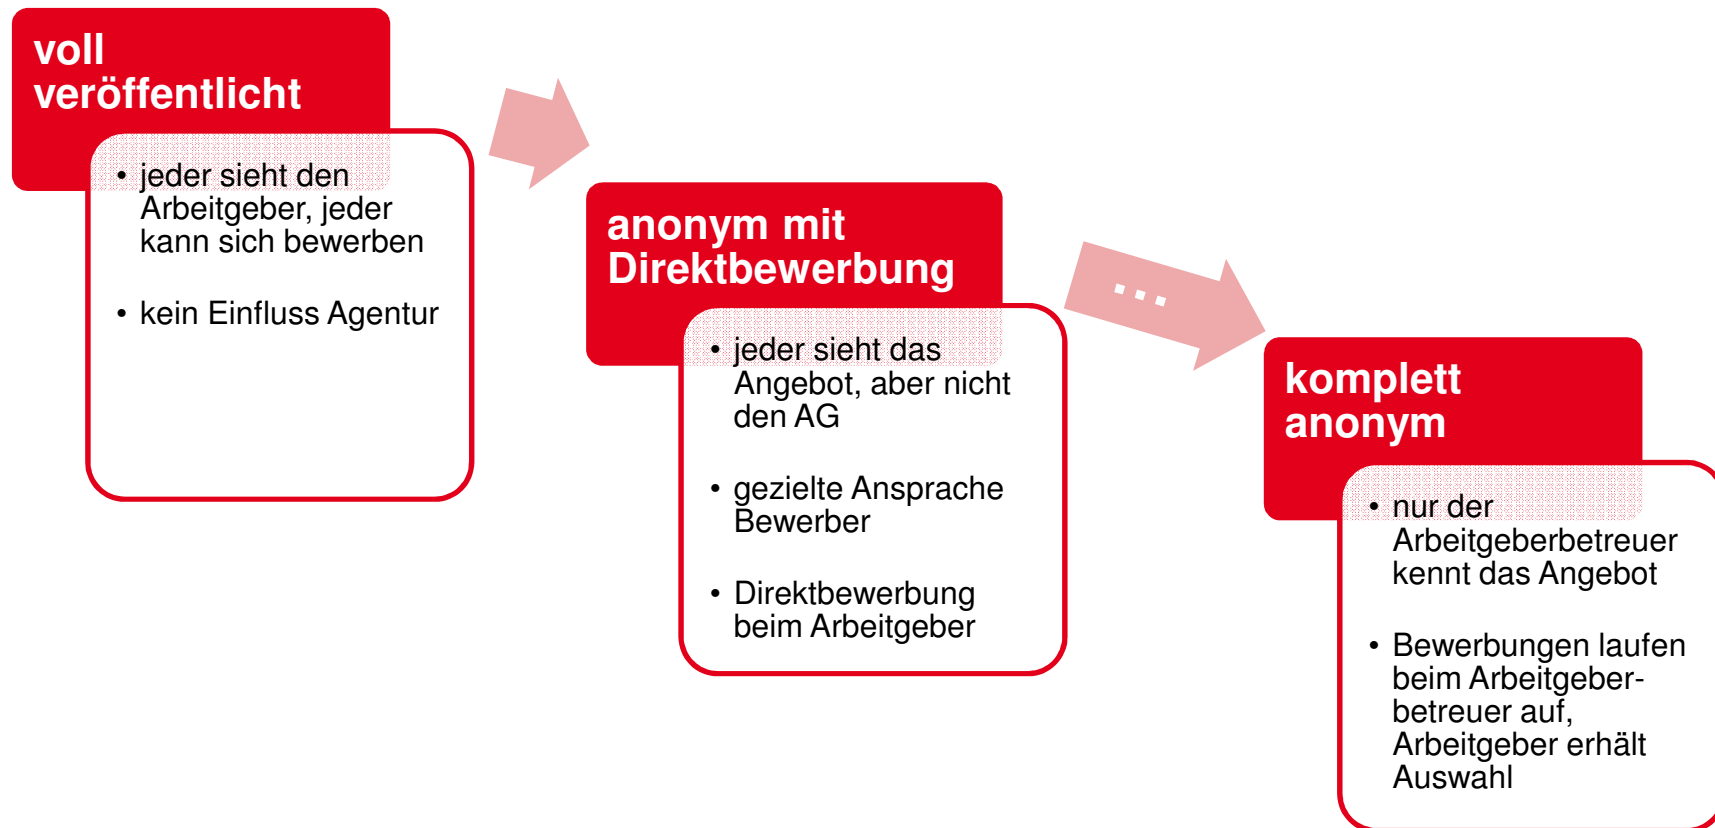 voll
veröffentlicht
• jeder sieht den
Arbeitgeber, jeder
kann sich bewerben
• kein Einfluss Agentur
anonym mit
Direktbewerbung
• jeder sieht das
Angebot, aber nicht
den AG
• gezielte Ansprache
Bewerber
• Direktbewerbung
beim Arbeitgeber
...
komplett
anonym
• nur der
Arbeitgeberbetreuer
kennt das Angebot
• Bewerbungen laufen
beim Arbeitgeber-
betreuer auf,
Arbeitgeber erhält
Auswahl